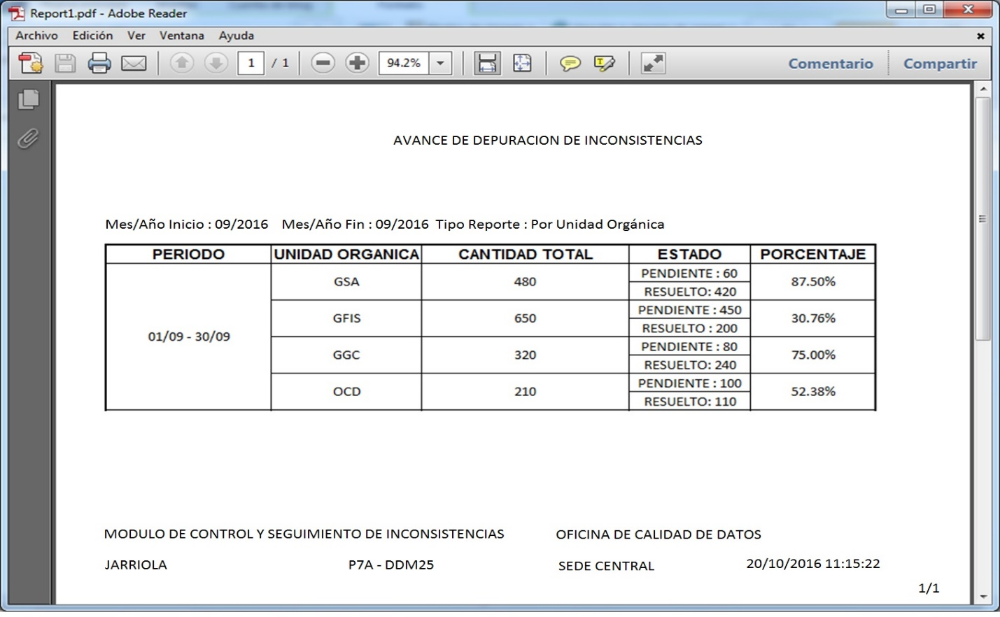 Report1.pdf - Adobe Reader
Archivo Edición Ver Ventana Ayuda
1 / 1 94.2% Comentario Compartir
AVANCE DE DEPURACION DE INCONSISTENCIAS
Mes/Año Inicio : 09/2016 Mes/Año Fin : 09/2016 Tipo Reporte : Por Unidad Orgánica
PERIODO UNIDAD ORGANICA CANTIDAD TOTAL ESTADO PORCENTAJE
01/09 - 30/09
GSA 480 PENDIENTE : 60 87.50%
RESUELTO: 420
GFIS 650 PENDIENTE : 450 30.76%
RESUELTO : 200
GGC 320 PENDIENTE : 80 75.00%
RESUELTO: 240
OCD 210 PENDIENTE : 100 52.38%
RESUELTO: 110
MODULO DE CONTROL Y SEGUIMIENTO DE INCONSISTENCIAS OFICINA DE CALIDAD DE DATOS
JARRIOLA P7A - DDM25 SEDE CENTRAL 20/10/2016 11:15:22
1/1